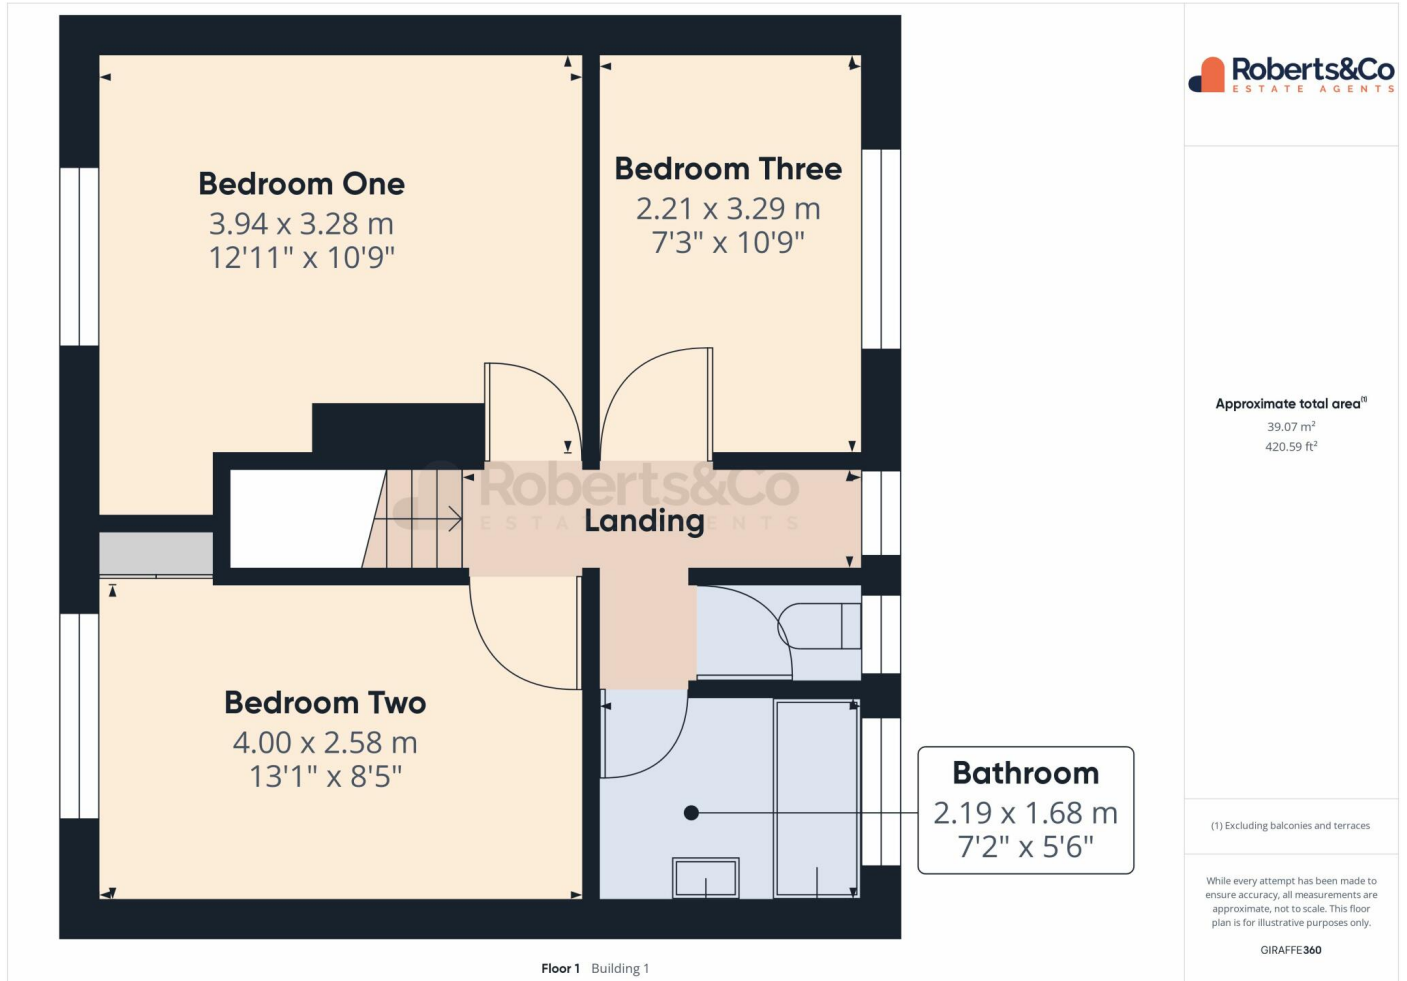 Bedroom One
3.94 x 3.28 m
12'11" x 10'9"
Bedroom Three
2.21 x 3.29 m
7'3" x 10'9"
Roberts&Co
ESTATE AGENTS
Landing
Bedroom Two
4.00 x 2.58 m
13'1" x 8'5"
Bathroom
2.19 x 1.68 m
7'2" x 5'6"
Floor 1 Building 1
Roberts&Co
ESTATE AGENTS
Approximate total area(1)
39.07 m²
420.59 ft²
(1) Excluding balconies and terraces
While every attempt has been made to
ensure accuracy, all measurements are
approximate, not to scale. This floor
plan is for illustrative purposes only.
GIRAFFE360